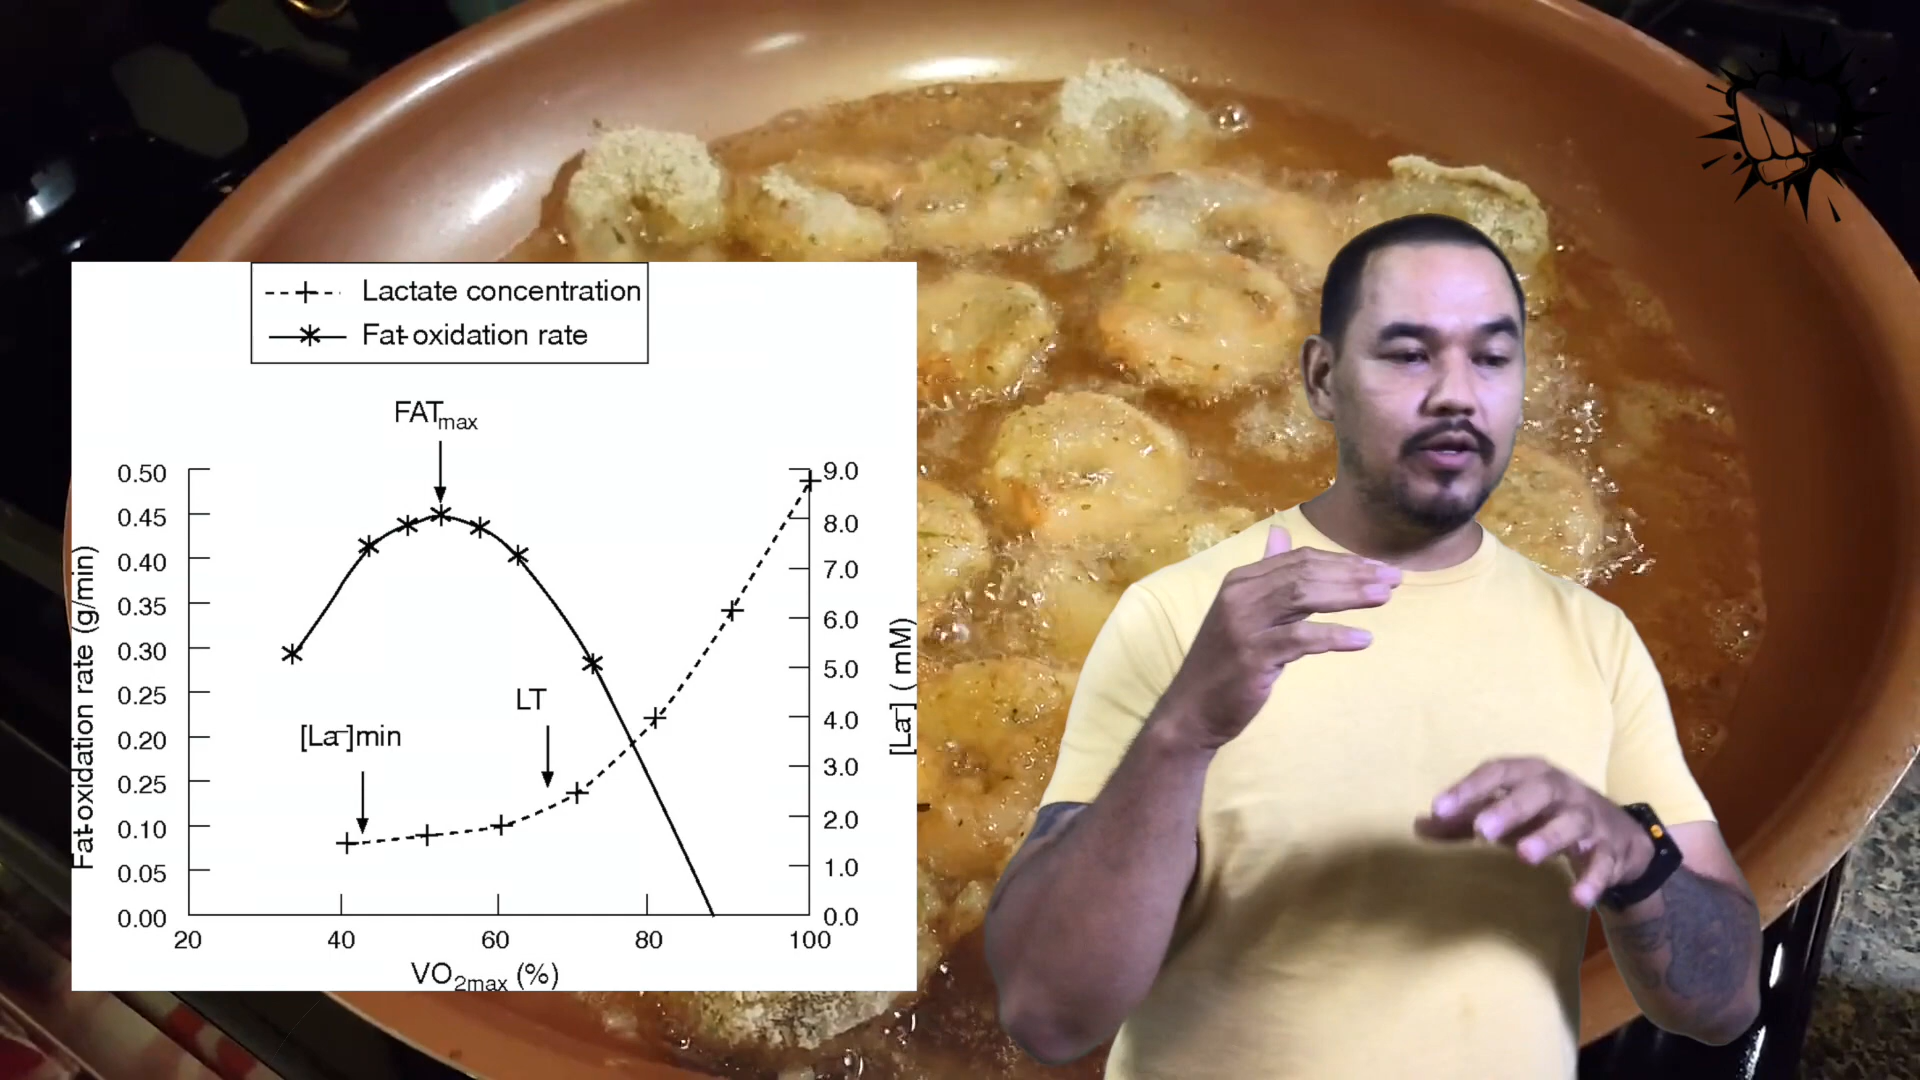 Lactate concentration
Fat-oxidation rate
FATmax
0.50
0.45
0.40
0.35
0.30
0.25
0.20
0.25
0.10
0.05
0.00
Fat-oxidation rate (g/min)
[La⁻]min
LT
9.0
8.0
7.0
6.0
5.0
4.0
3.0
2.0
1.0
0.0
[La⁻] ( mM)
20 40 60 80 100
VO2max (%)